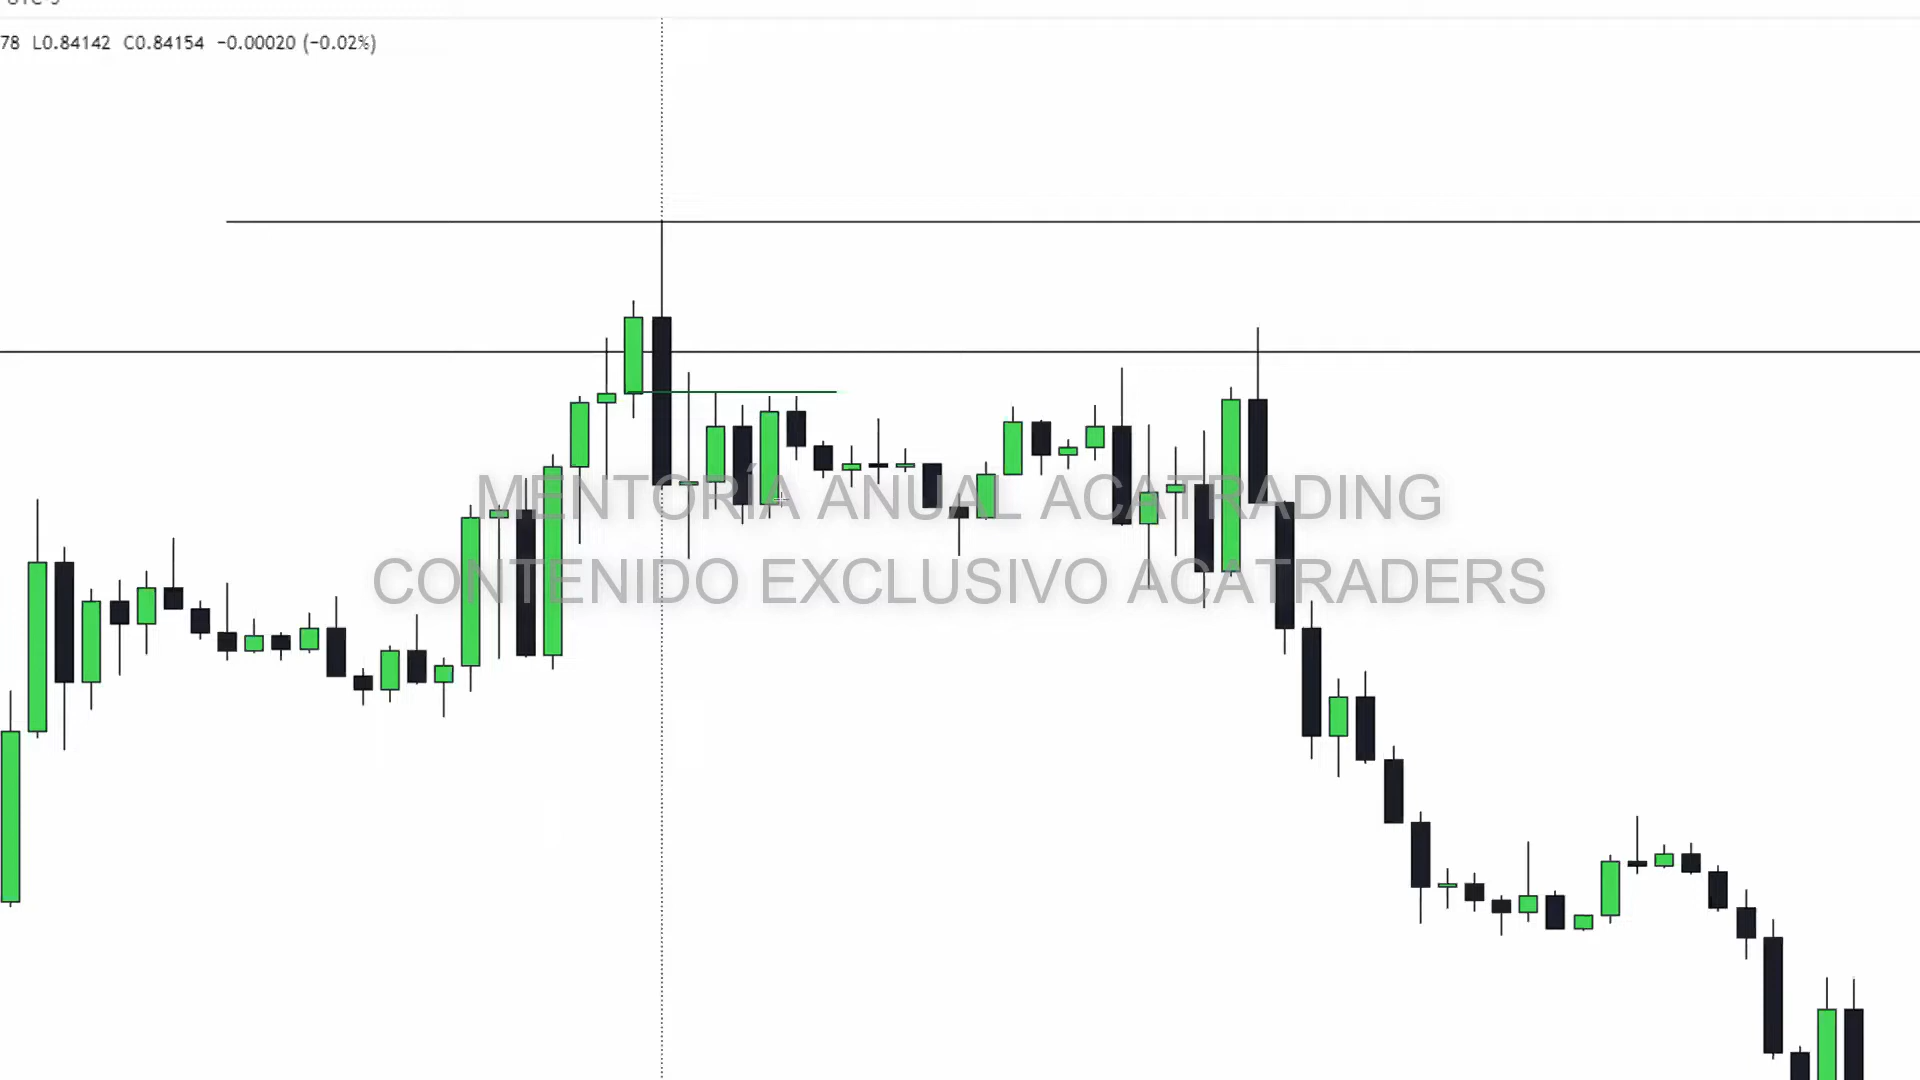 78 L0.84142 C0.84154 −0.00020 (−0.02%)
MENTORÍA ANUAL ACATRADING
CONTENIDO EXCLUSIVO ACATRADERS